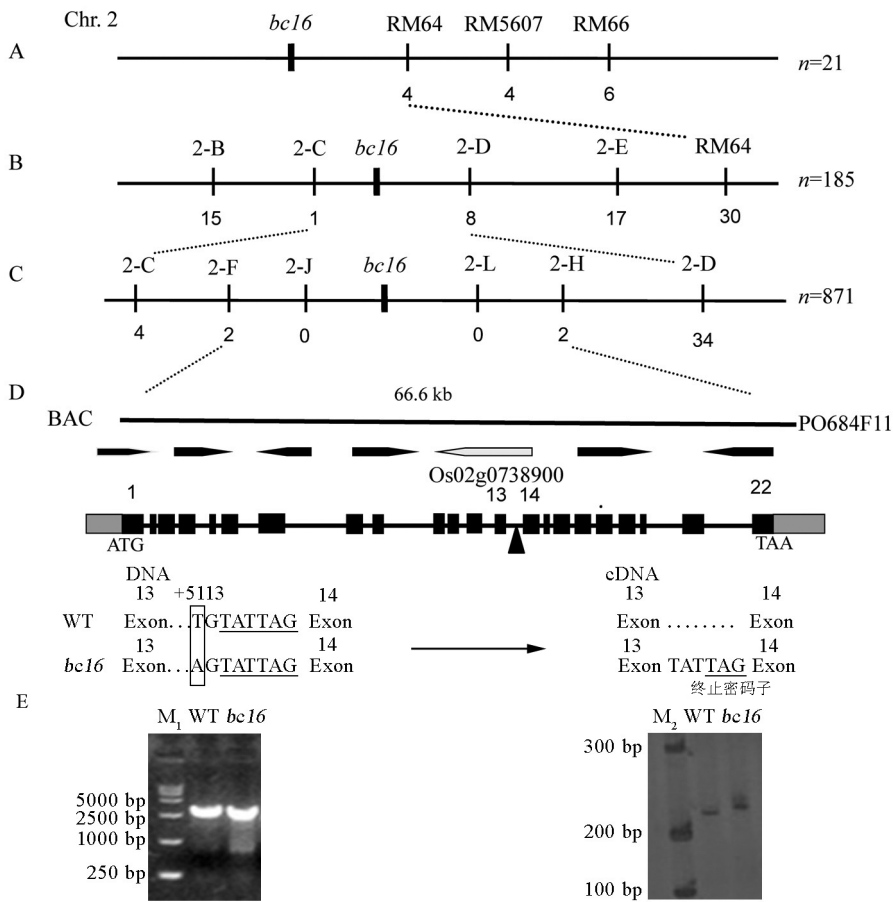 Chr. 2
bc16 RM64 RM5607 RM66
A
n=21
4 4 6
2-B 2-C bc16 2-D 2-E RM64
B
n=185
15 1 8 17 30
2-C 2-F 2-J bc16 2-L 2-H 2-D
C
n=871
4 2 0 0 2 34
D
66.6 kb
BAC
PO684F11
Os02g0738900
1 13 14 22
ATG TAA
DNA cDNA
13 +5113 14 13 14
WT Exon...TGTATTAG Exon Exon ........ Exon
13 14 13 14
bc16 Exon...AGTATTAG Exon Exon TATTAG Exon
终止密码子
E
M1 WT bc16 M2 WT bc16
300 bp
5000 bp
2500 bp
1000 bp
250 bp
200 bp
100 bp